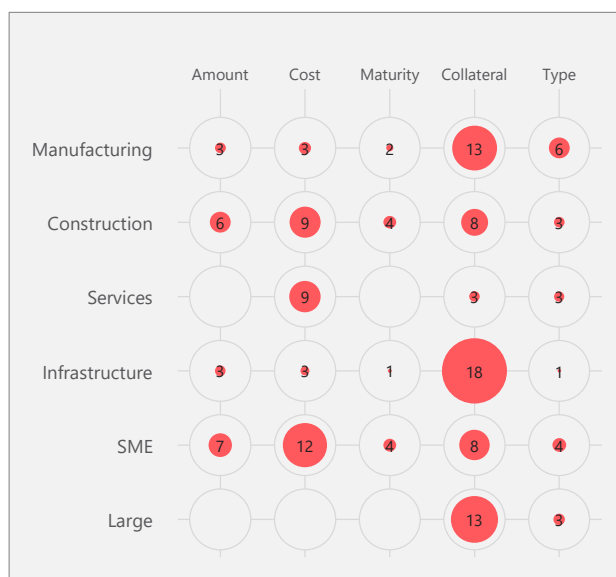 Amount Cost Maturity Collateral Type
Manufacturing 3 3 2 13 6
Construction 6 9 4 8 3
Services 9 3 3
Infrastructure 3 3 1 18 1
SME 7 12 4 8 4
Large 13 3